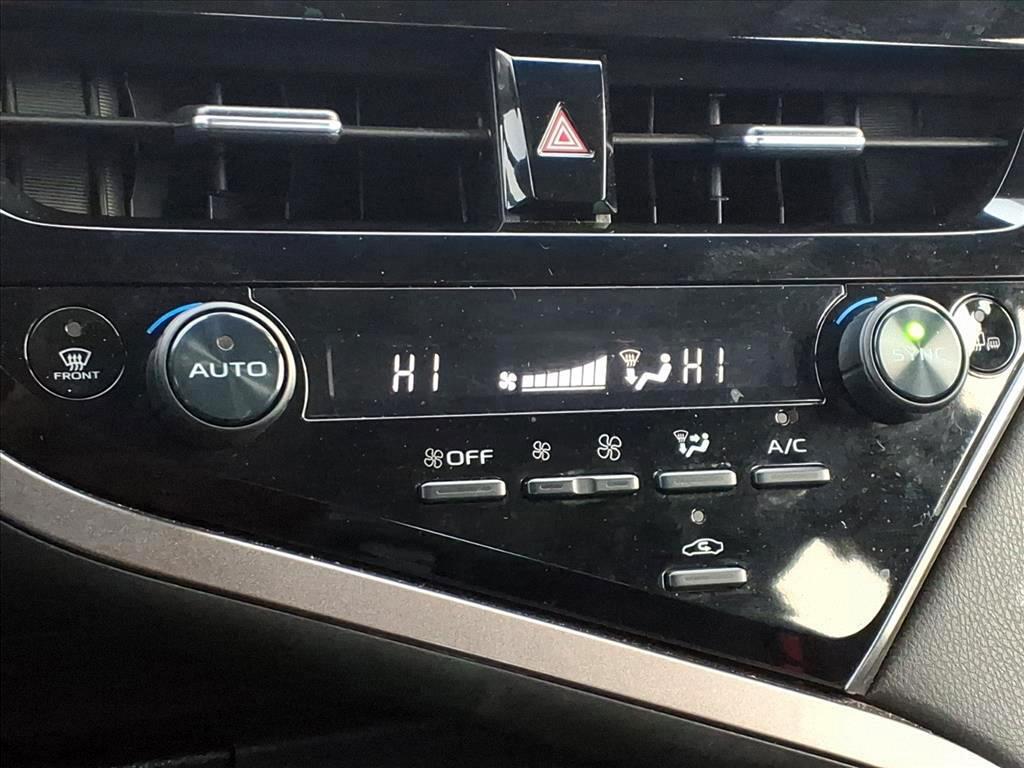 FRONT
AUTO
HI
HI
SYNC
OFF
A/C